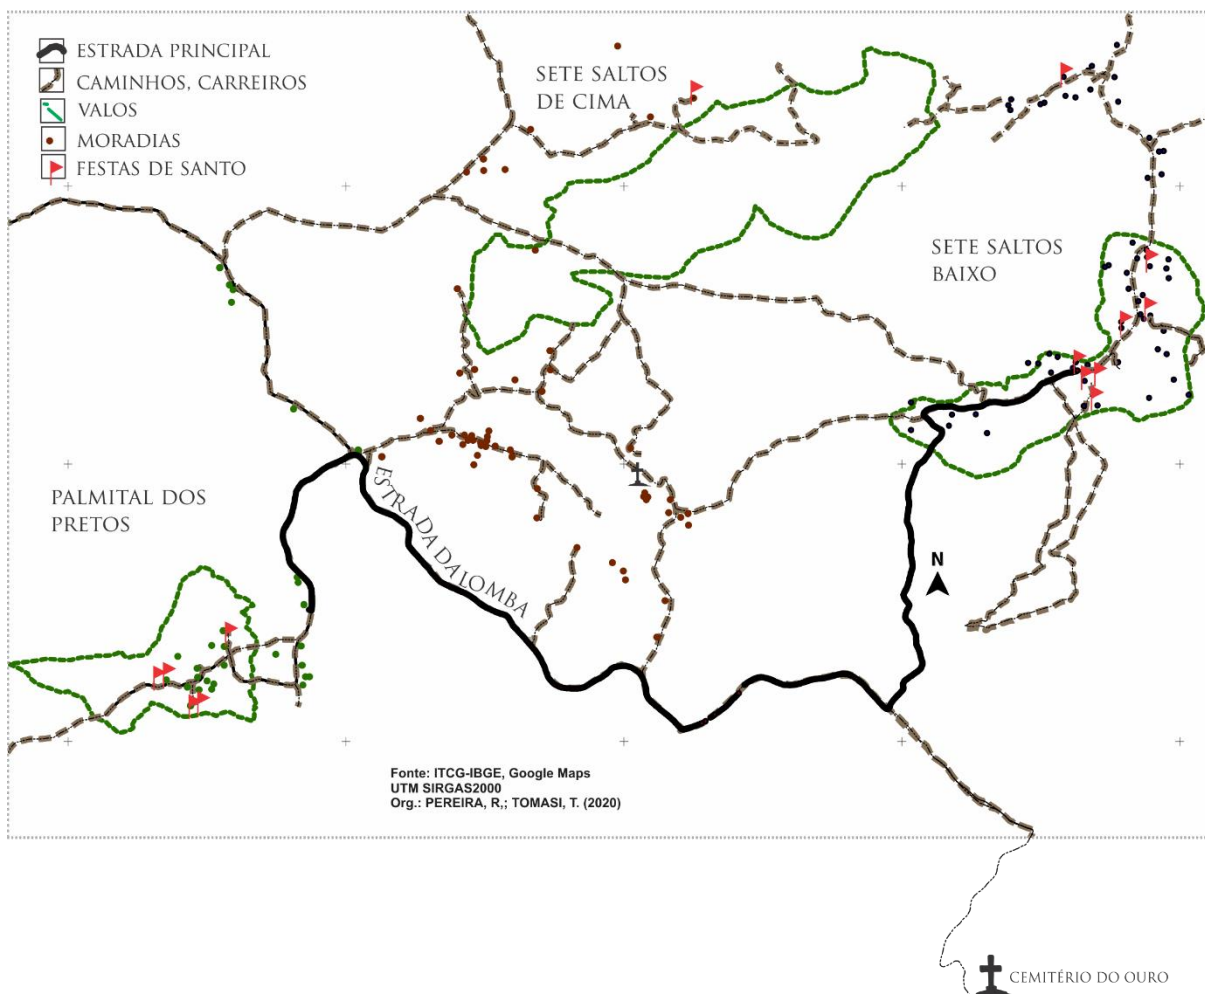 ESTRADA PRINCIPAL
CAMINHOS, CARREIROS
VALOS
MORADIAS
FESTAS DE SANTO
SETE SALTOS
DE CIMA
SETE SALTOS
BAIXO
PALMITAL DOS
PRETOS
ESTRADA DA LOMBA
N
Fonte: ITCG-IBGE, Google Maps
UTM SIRGAS2000
Org.: PEREIRA, R,; TOMASI, T. (2020)
CEMITÉRIO DO OURO